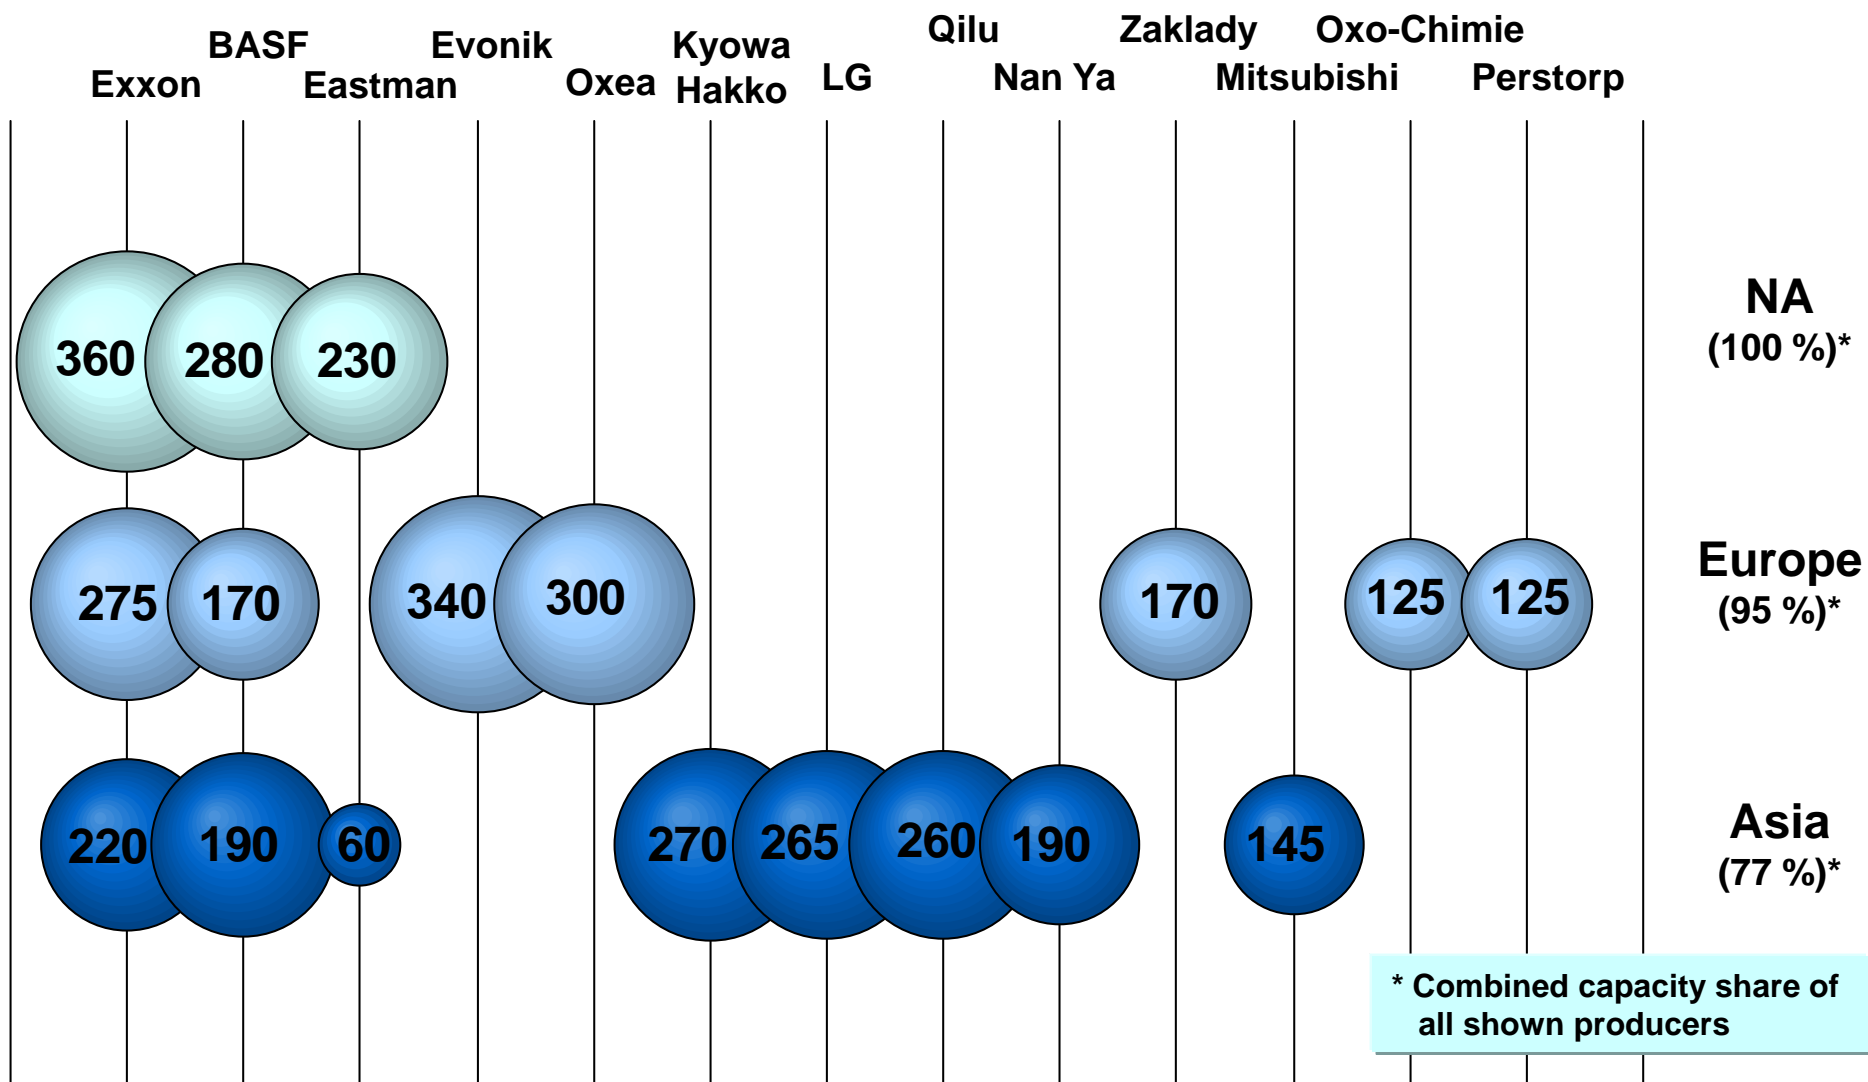 Exxon
BASF
Eastman
Evonik
Oxea
Kyowa
Hakko
LG
Qilu
Nan Ya
Zaklady
Mitsubishi
Oxo-Chimie
Perstorp
360
280
230
NA
(100 %)*
275
170
340
300
170
125
125
Europe
(95 %)*
220
190
60
270
265
260
190
145
Asia
(77 %)*
* Combined capacity share of
all shown producers